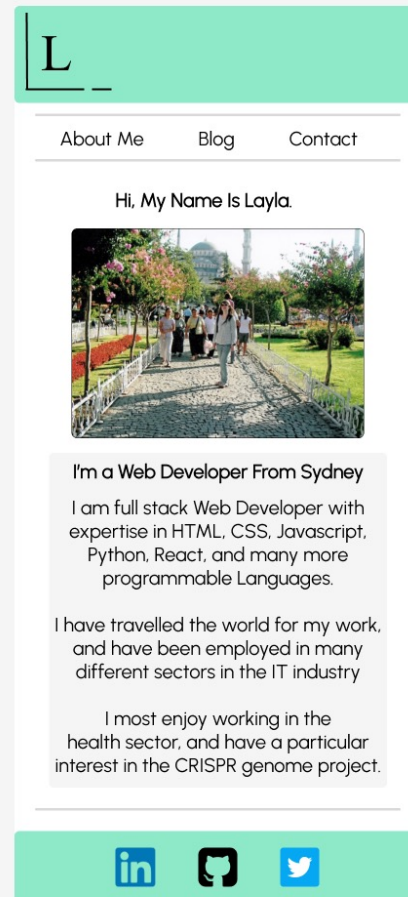 L
About Me Blog Contact
Hi, My Name Is Layla.
I'm a Web Developer From Sydney
I am full stack Web Developer with
expertise in HTML, CSS, Javascript,
Python, React, and many more
programmable Languages.
I have travelled the world for my work,
and have been employed in many
different sectors in the IT industry
I most enjoy working in the
health sector, and have a particular
interest in the CRISPR genome project.
in